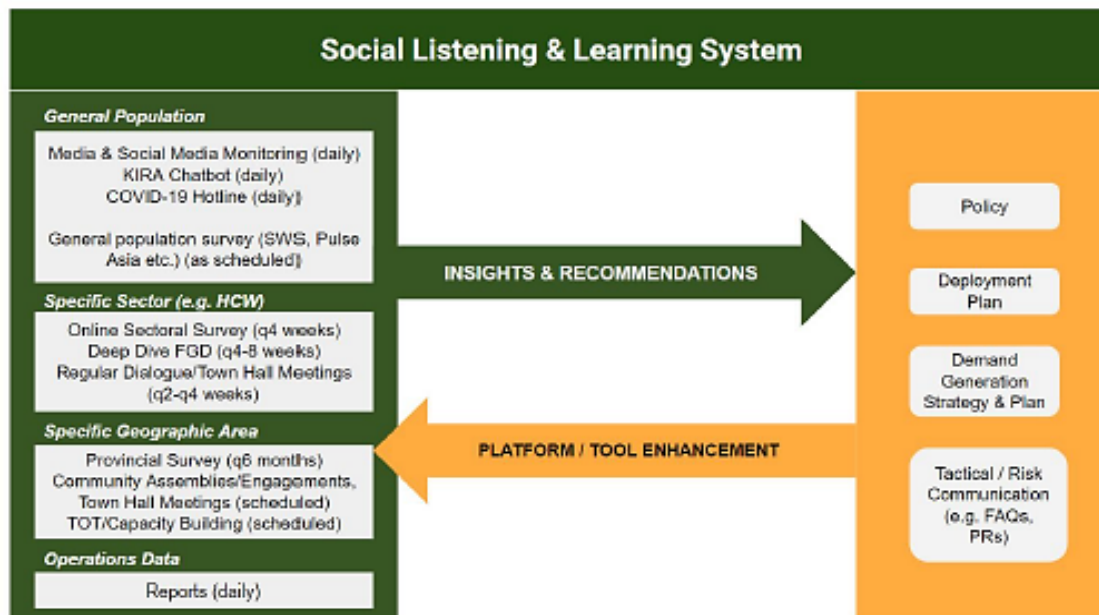 Social Listening & Learning System
General Population
Media & Social Media Monitoring (daily)
KIRA Chatbot (daily)
COVID-19 Hotline (daily)
General population survey (SWS, Pulse
Asia etc.) (as scheduled)
Specific Sector (e.g. HCW)
Online Sectoral Survey (q4 weeks)
Deep Dive FGD (q4-8 weeks)
Regular Dialogue/Town Hall Meetings
(q2-q4 weeks)
Specific Geographic Area
Provincial Survey (q6 months)
Community Assemblies/Engagements,
Town Hall Meetings (scheduled)
TOT/Capacity Building (scheduled)
Operations Data
Reports (daily)
INSIGHTS & RECOMMENDATIONS
PLATFORM / TOOL ENHANCEMENT
Policy
Deployment
Plan
Demand
Generation
Strategy & Plan
Tactical / Risk
Communication
(e.g. FAQs,
PRs)